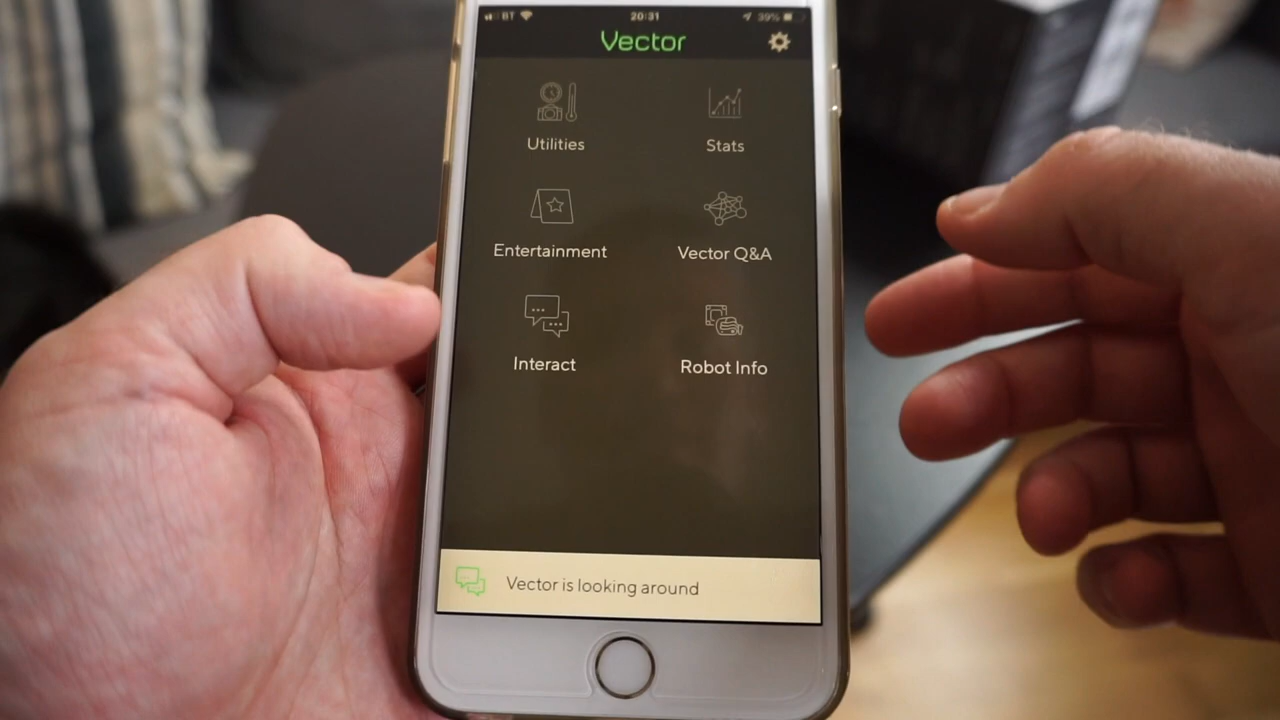 BT 20:31 39%
Vector
Utilities Stats
Entertainment Vector Q&A
Interact Robot Info
Vector is looking around